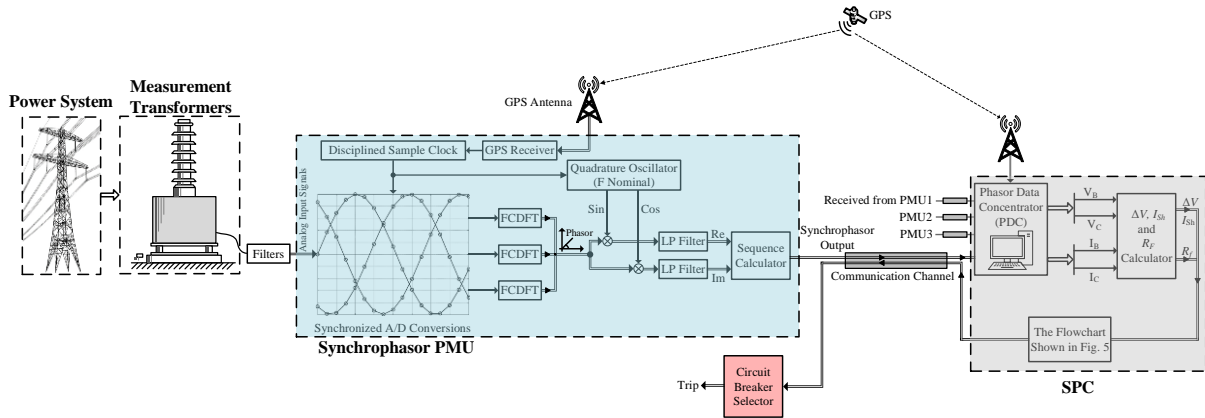 GPS
GPS Antenna
Power System
Measurement
Transformers
Filters
Analog Input Signals
Disciplined Sample Clock
GPS Receiver
Quadrature Oscillator
(F Nominal)
Sin
Cos
FCDFT
FCDFT
FCDFT
Phasor
LP Filter
Re
LP Filter
Im
Sequence
Calculator
Synchronized A/D Conversions
Synchrophasor PMU
Synchrophasor
Output
Communication Channel
Received from PMU1
PMU2
PMU3
Phasor Data
Concentrator
(PDC)
V_B
V_C
I_B
I_C
ΔV, I_Sh
and
R_F
Calculator
ΔV
I_Sh
R_f
The Flowchart
Shown in Fig. 5
SPC
Trip
Circuit
Breaker
Selector